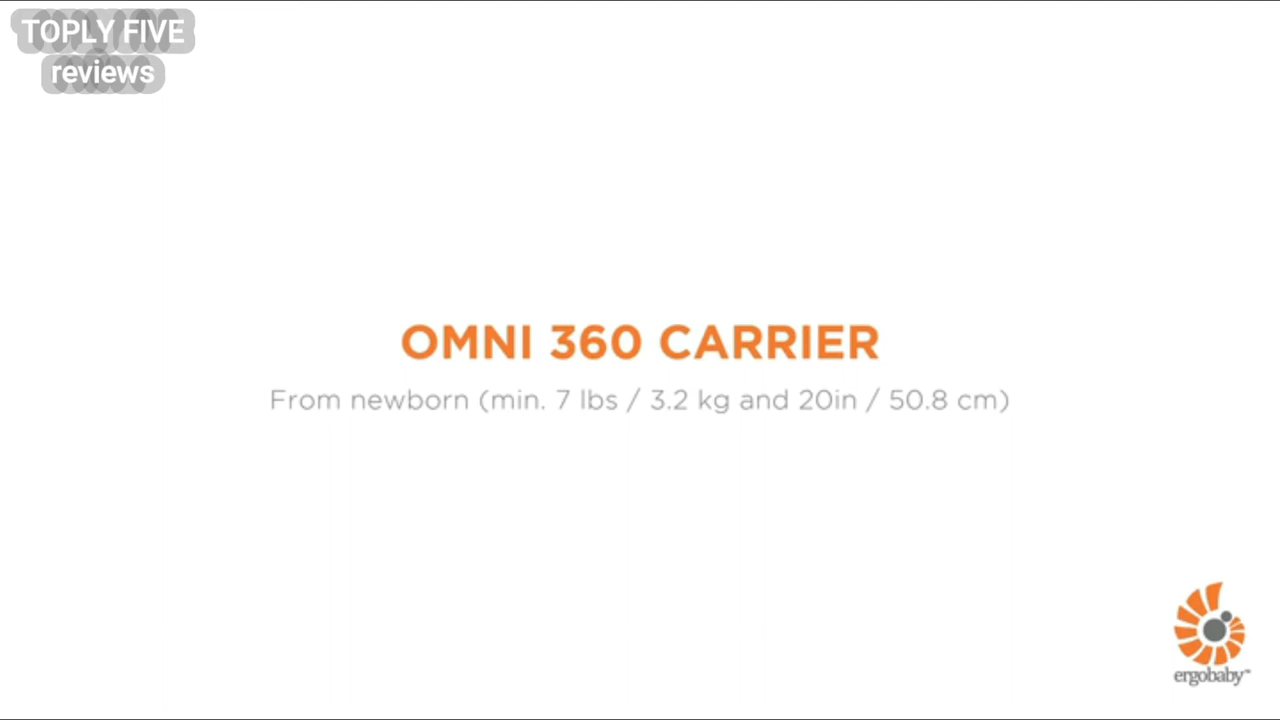 TOPLY FIVE
reviews
OMNI 360 CARRIER
From newborn (min. 7 lbs / 3.2 kg and 20in / 50.8 cm)
ergobaby™